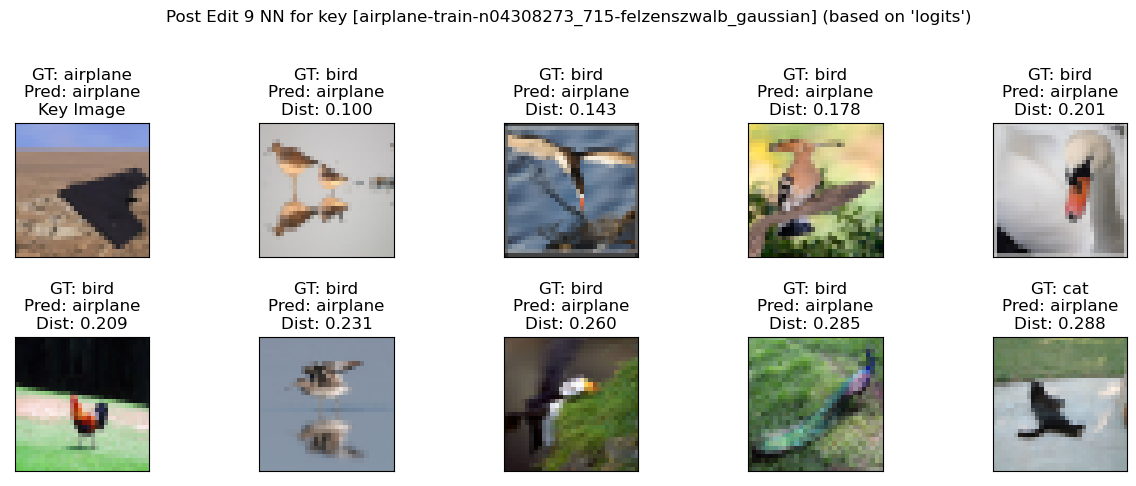 Post Edit 9 NN for key [airplane-train-n04308273_715-felzenszwalb_gaussian] (based on 'logits')
GT: airplane
Pred: airplane
Key Image
GT: bird
Pred: airplane
Dist: 0.100
GT: bird
Pred: airplane
Dist: 0.143
GT: bird
Pred: airplane
Dist: 0.178
GT: bird
Pred: airplane
Dist: 0.201
GT: bird
Pred: airplane
Dist: 0.209
GT: bird
Pred: airplane
Dist: 0.231
GT: bird
Pred: airplane
Dist: 0.260
GT: bird
Pred: airplane
Dist: 0.285
GT: cat
Pred: airplane
Dist: 0.288